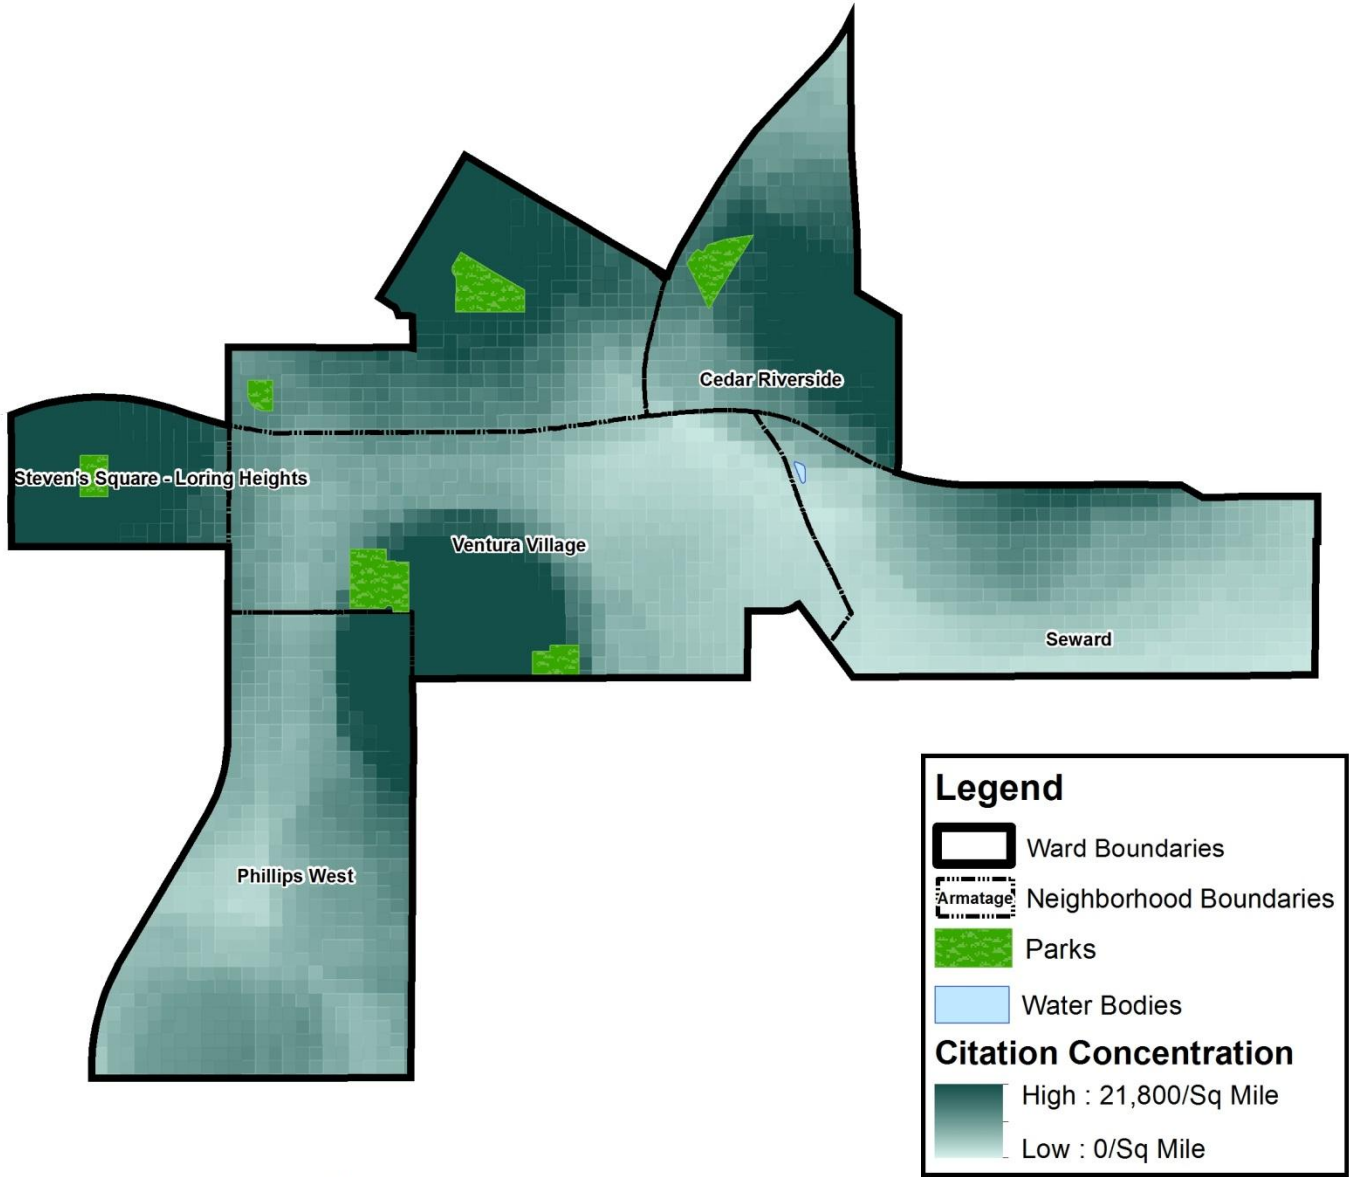 Cedar Riverside
Steven's Square - Loring Heights
Ventura Village
Seward
Phillips West
Legend
Ward Boundaries
Armatage
Neighborhood Boundaries
Parks
Water Bodies
Citation Concentration
High : 21,800/Sq Mile
Low : 0/Sq Mile